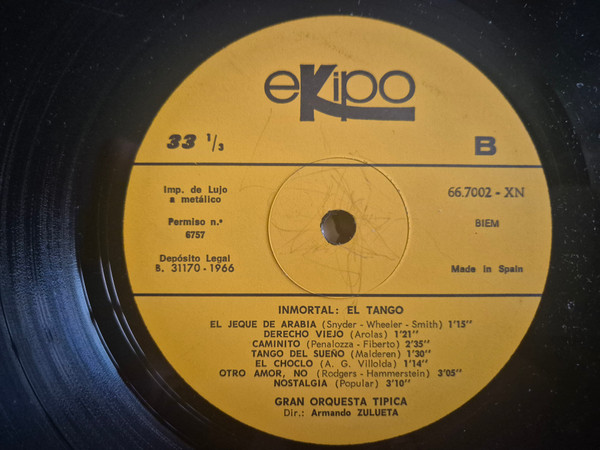 eKipo
33 1/3
B
Imp. de Lujo
a metálico
66.7002 - XN
Permiso n.º
6757
BIEM
Depósito Legal
B. 31170 - 1966
Made in Spain
INMORTAL: EL TANGO
EL JEQUE DE ARABIA (Snyder - Wheeler - Smith) 1'15"
DERECHO VIEJO (Arolas) 1'21"
CAMINITO (Penalozza - Fiberto) 2'35"
TANGO DEL SUEÑO (Malderen) 1'30"
EL CHOCLO (A. G. Villolda) 1'14"
OTRO AMOR, NO (Rodgers - Hammerstein) 3'05"
NOSTALGIA (Popular) 3'10"
GRAN ORQUESTA TIPICA
Dir.: Armando ZULUETA